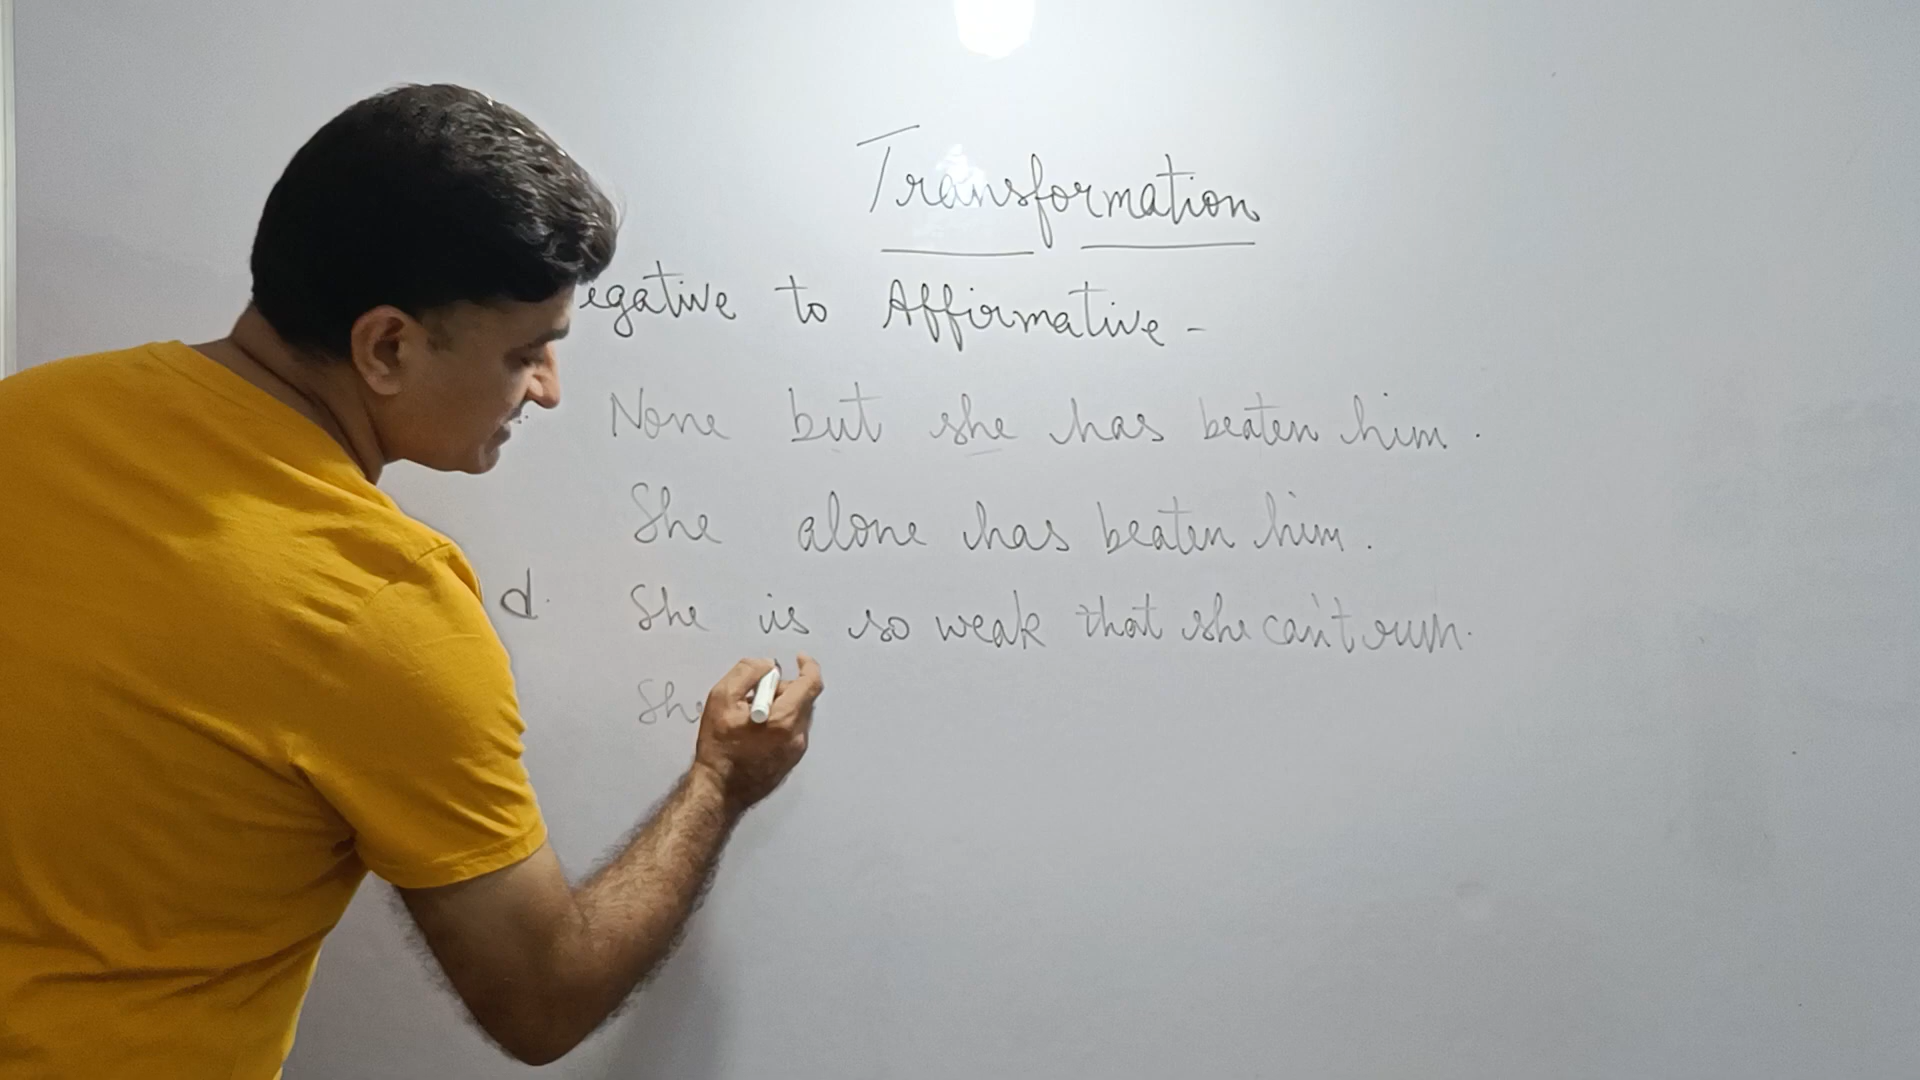 Transformation
egative to Affirmative -
None but she has beaten him.
She alone has beaten him.
d. She is so weak that she can't run.
She